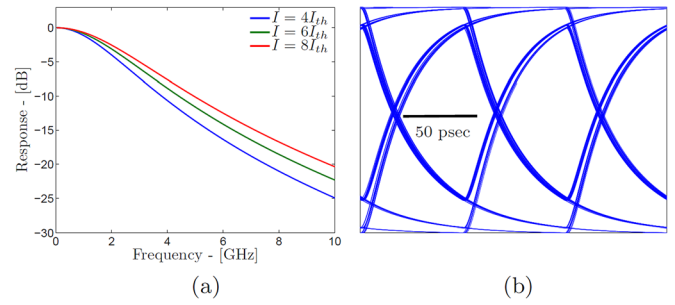 I = 4I_th
I = 6I_th
I = 8I_th
Response - [dB]
0
−5
−10
−15
−20
−25
−30
0 2 4 6 8 10
Frequency - [GHz]
50 psec
(a) (b)